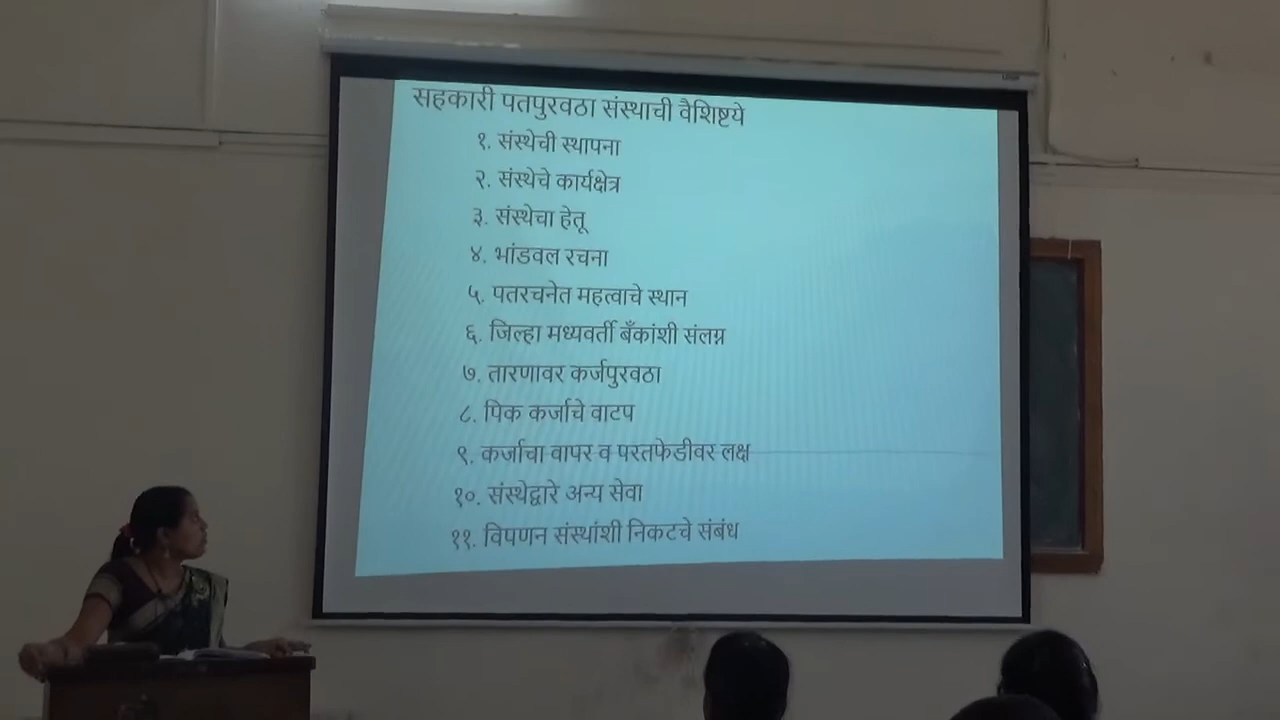 सहकारी पतपुरवठा संस्थाची वैशिष्टये
१. संस्थेची स्थापना
२. संस्थेचे कार्यक्षेत्र
३. संस्थेचा हेतू
४. भांडवल रचना
५. पतरचनेत महत्वाचे स्थान
६. जिल्हा मध्यवर्ती बँकांशी संलग्न
७. तारणावर कर्जपुरवठा
८. पिक कर्जाचे वाटप
९. कर्जाचा वापर व परतफेडीवर लक्ष
१०. संस्थेद्वारे अन्य सेवा
११. विपणन संस्थांशी निकटचे संबंध